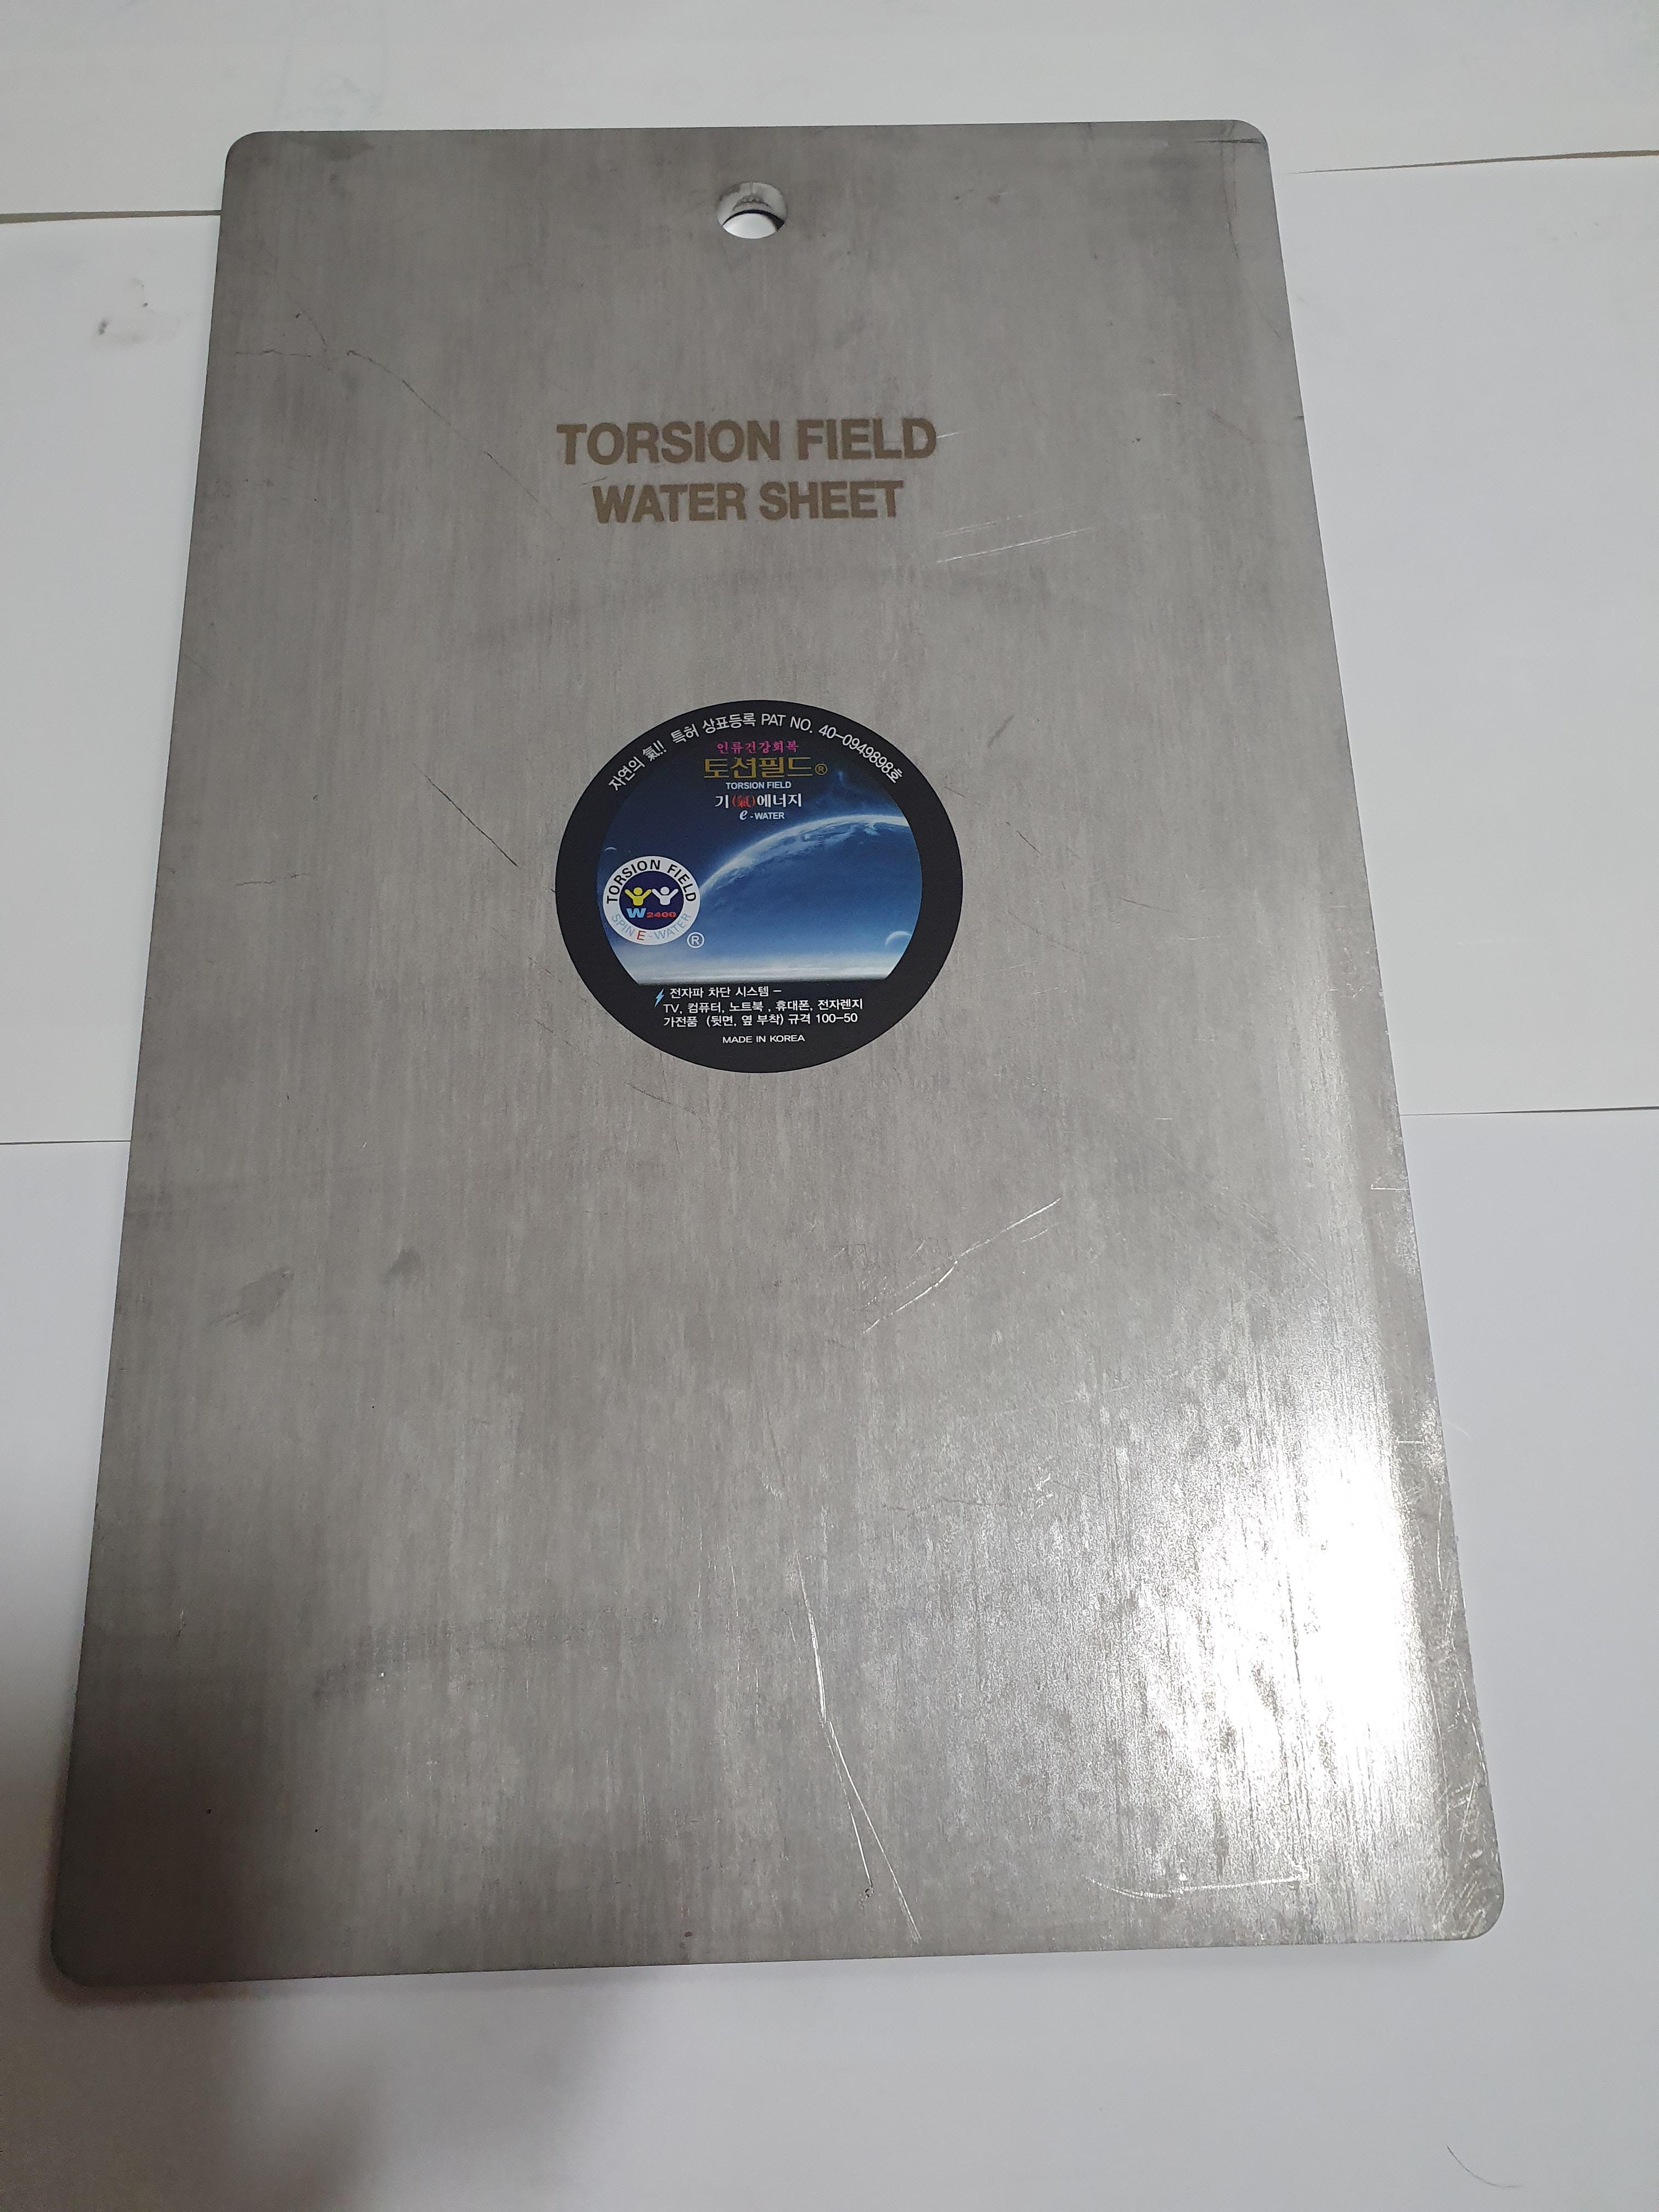 TORSION FIELD
WATER SHEET
자연의 氣!! 특허 상표등록 PAT NO. 40-0949898호
인류건강회복
토션필드®
TORSION FIELD
기(氣)에너지
e - WATER
TORSION FIELD
W 2400
SPIN E - WATER
®
전자파 차단 시스템 -
TV, 컴퓨터, 노트북 , 휴대폰, 전자렌지
가전품 (뒷면, 옆 부착) 규격 100-50
MADE IN KOREA